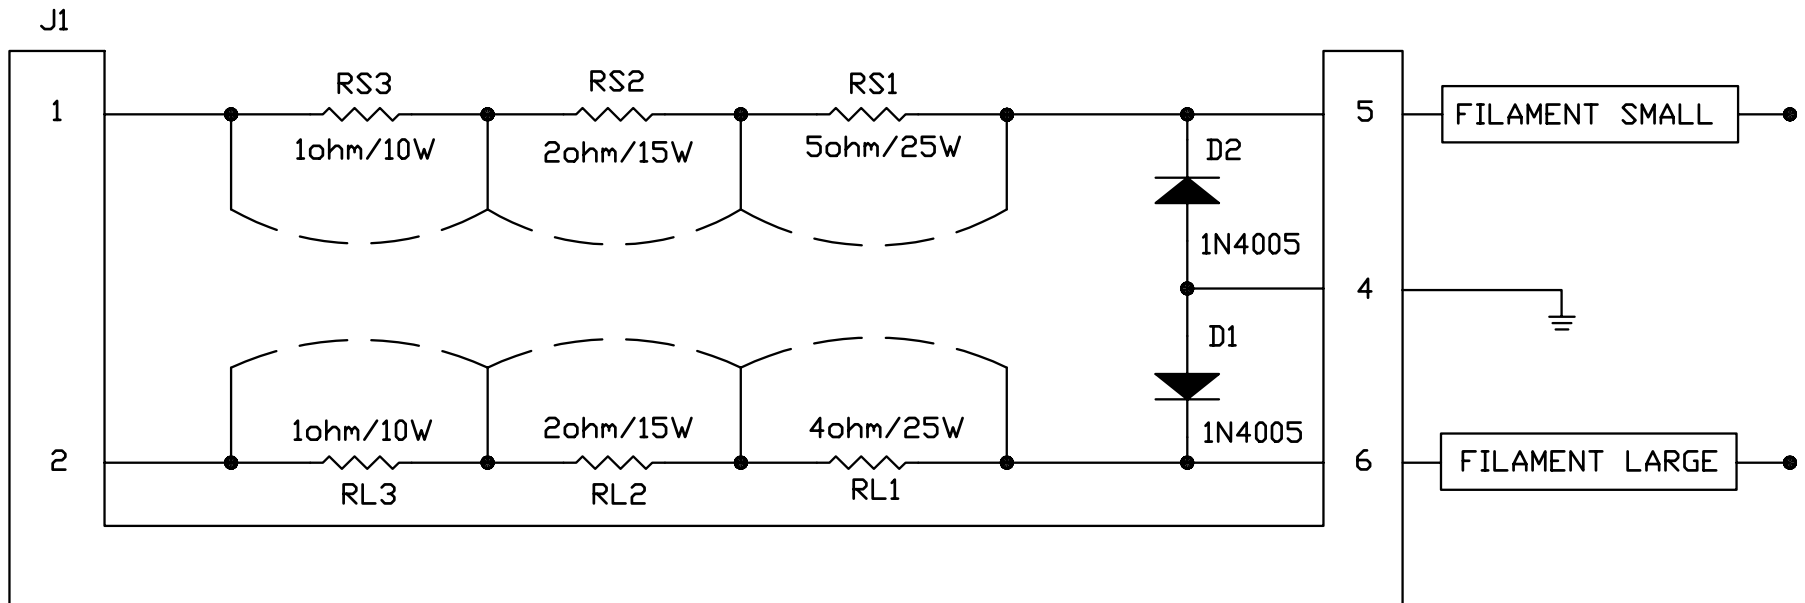 J1
1
RS3
RS2
RS1
5
FILAMENT SMALL
1ohm/10W
2ohm/15W
5ohm/25W
D2
1N4005
4
D1
1ohm/10W
2ohm/15W
4ohm/25W
1N4005
2
RL3
RL2
RL1
6
FILAMENT LARGE